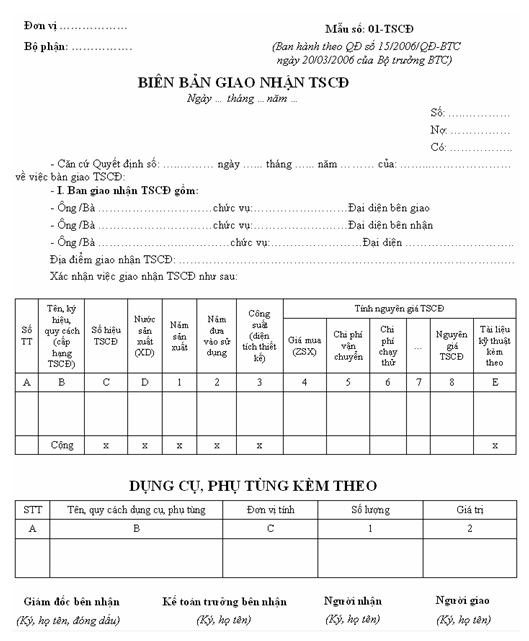 Đơn vị ……………… Mẫu số: 01-TSCĐ
Bộ phận: …………….. (Ban hành theo QĐ số 15/2006/QĐ-BTC
ngày 20/03/2006 của Bộ trưởng BTC)
BIÊN BẢN GIAO NHẬN TSCĐ
Ngày ... tháng ... năm ...
Số: ……………
Nợ: ……………
Có: ……………..
- Căn cứ Quyết định số: …………… ngày …... tháng …... năm ……… của: …………………………
về việc bàn giao TSCĐ:
- I. Ban giao nhận TSCĐ gồm:
- Ông /Bà ………………………………chức vụ:……………………….Đại diện bên giao
- Ông /Bà ………………………………chức vụ:……………………….Đại diện bên nhận
- Ông /Bà …………………………………chức vụ:……………………….Đại diện ………………………..
Địa điểm giao nhận TSCĐ: ……………………………………………………………………………………
Xác nhận việc giao nhận TSCĐ như sau:
Số TT Tên, ký hiệu, quy cách (cấp hạng TSCĐ) Số hiệu TSCĐ Nước sản xuất (XD) Năm sản xuất Năm đưa vào sử dụng Công suất (diện tích thiết kế) Tính nguyên giá TSCĐ
Giá mua (ZSX) Chi phí vận chuyển Chi phí chạy thử ... Nguyên giá TSCĐ Tài liệu kỹ thuật kèm theo
A B C D 1 2 3 4 5 6 7 8 E
Cộng x x x x x x
DỤNG CỤ, PHỤ TÙNG KÈM THEO
STT Tên, quy cách dụng cụ, phụ tùng Đơn vị tính Số lượng Giá trị
A B C 1 2
Giám đốc bên nhận Kế toán trưởng bên nhận Người nhận Người giao
(Ký, họ tên, đóng dấu) (Ký, họ tên) (Ký, họ tên) (Ký, họ tên)